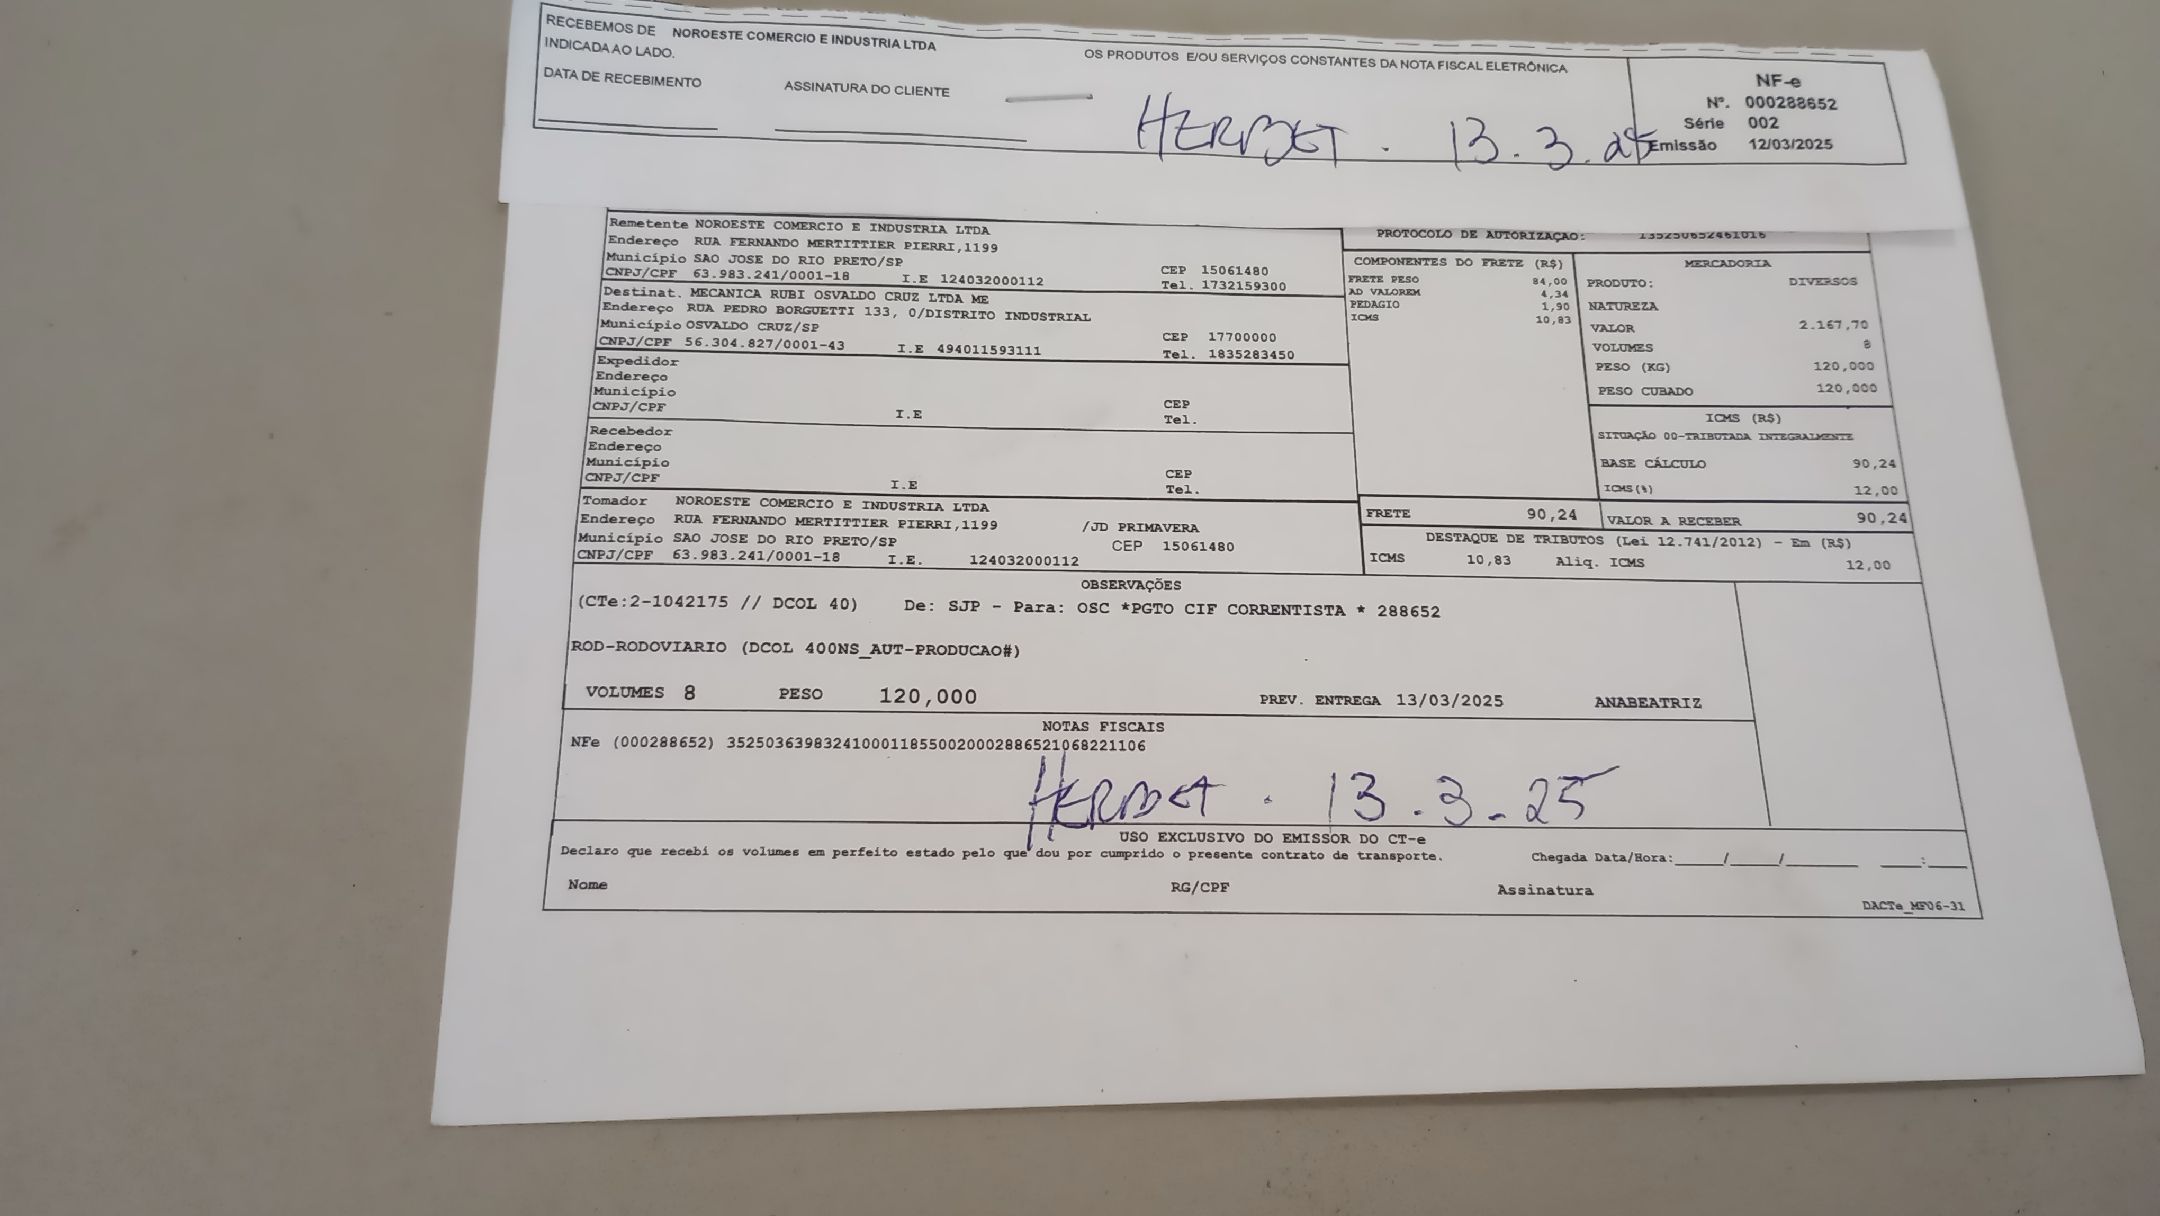 RECEBEMOS DE NOROESTE COMERCIO E INDUSTRIA LTDA OS PRODUTOS E/OU SERVIÇOS CONSTANTES DA NOTA FISCAL ELETRÔNICA
INDICADA AO LADO.
DATA DE RECEBIMENTO ASSINATURA DO CLIENTE
HERBET . 13.3.25
NF-e
Nº. 000288652
Série 002
Emissão 12/03/2025
PROTOCOLO DE AUTORIZAÇÃO: 135250652461016
Remetente NOROESTE COMERCIO E INDUSTRIA LTDA
Endereço RUA FERNANDO MERTITTIER PIERRI,1199
Município SAO JOSE DO RIO PRETO/SP CEP 15061480
CNPJ/CPF 63.983.241/0001-18 I.E 124032000112 Tel. 1732159300
Destinat. MECANICA RUBI OSVALDO CRUZ LTDA ME
Endereço RUA PEDRO BORGUETTI 133, 0/DISTRITO INDUSTRIAL
Município OSVALDO CRUZ/SP CEP 17700000
CNPJ/CPF 56.304.827/0001-43 I.E 494011593111 Tel. 1835283450
Expedidor
Endereço
Município CEP
CNPJ/CPF I.E Tel.
Recebedor
Endereço
Município CEP
CNPJ/CPF I.E Tel.
Tomador NOROESTE COMERCIO E INDUSTRIA LTDA
Endereço RUA FERNANDO MERTITTIER PIERRI,1199 /JD PRIMAVERA
Município SAO JOSE DO RIO PRETO/SP CEP 15061480
CNPJ/CPF 63.983.241/0001-18 I.E. 124032000112
COMPONENTES DO FRETE (R$)
FRETE PESO 84,00
AD VALOREM 4,34
PEDAGIO 1,90
ICMS 10,83
MERCADORIA
PRODUTO: DIVERSOS
NATUREZA
VALOR 2.167,70
VOLUMES 8
PESO (KG) 120,000
PESO CUBADO 120,000
ICMS (R$)
SITUAÇÃO 00-TRIBUTADA INTEGRALMENTE
BASE CÁLCULO 90,24
ICMS(%) 12,00
FRETE 90,24 VALOR A RECEBER 90,24
DESTAQUE DE TRIBUTOS (Lei 12.741/2012) - Em (R$)
ICMS 10,83 Aliq. ICMS 12,00
OBSERVAÇÕES
(CTe:2-1042175 // DCOL 40) De: SJP - Para: OSC *PGTO CIF CORRENTISTA * 288652
ROD-RODOVIARIO (DCOL 400NS_AUT-PRODUCAO#)
VOLUMES 8 PESO 120,000 PREV. ENTREGA 13/03/2025 ANABEATRIZ
NOTAS FISCAIS
NFe (000288652) 35250363983241000118550020002886521068221106
HERBET . 13.3.25
USO EXCLUSIVO DO EMISSOR DO CT-e
Declaro que recebi os volumes em perfeito estado pelo que dou por cumprido o presente contrato de transporte. Chegada Data/Hora:____/____/______ ___:___
Nome RG/CPF Assinatura
DACTe_MF06-31